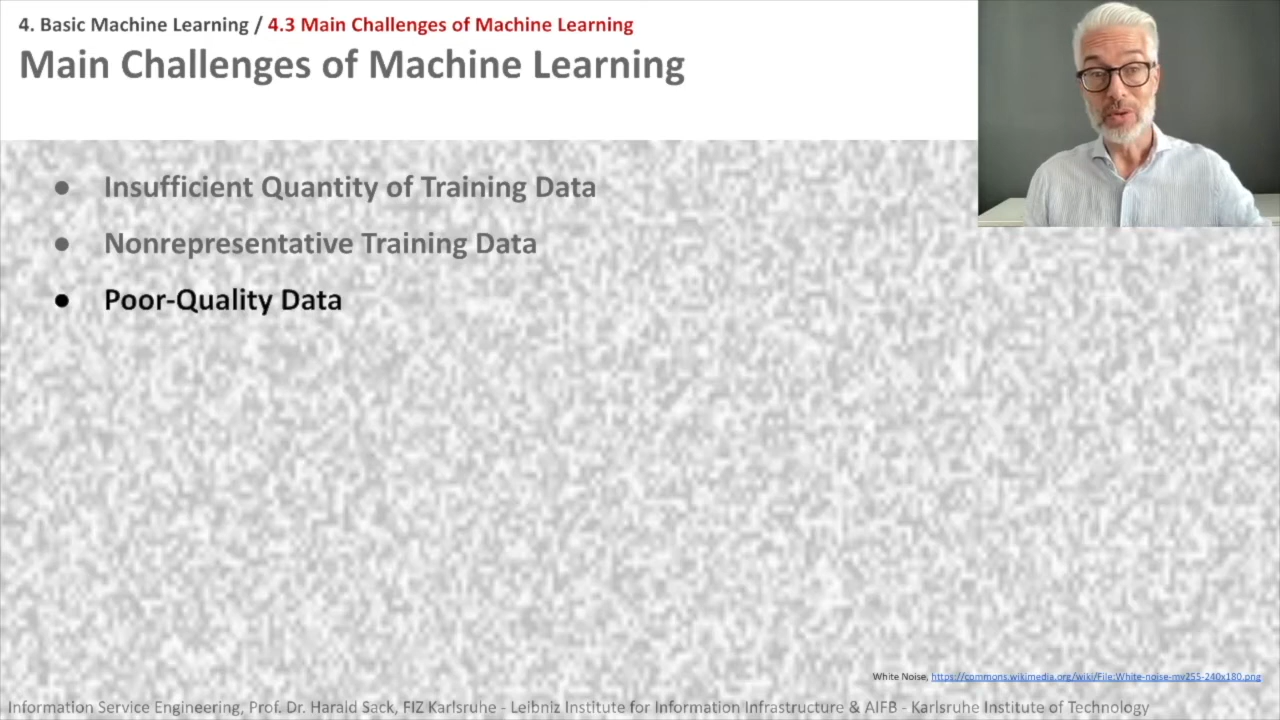 4. Basic Machine Learning / 4.3 Main Challenges of Machine Learning
Main Challenges of Machine Learning
● Insufficient Quantity of Training Data
● Nonrepresentative Training Data
● Poor-Quality Data
White Noise, https://commons.wikimedia.org/wiki/File:White-noise-mv255-240x180.png
Information Service Engineering, Prof. Dr. Harald Sack, FIZ Karlsruhe - Leibniz Institute for Information Infrastructure & AIFB - Karlsruhe Institute of Technology